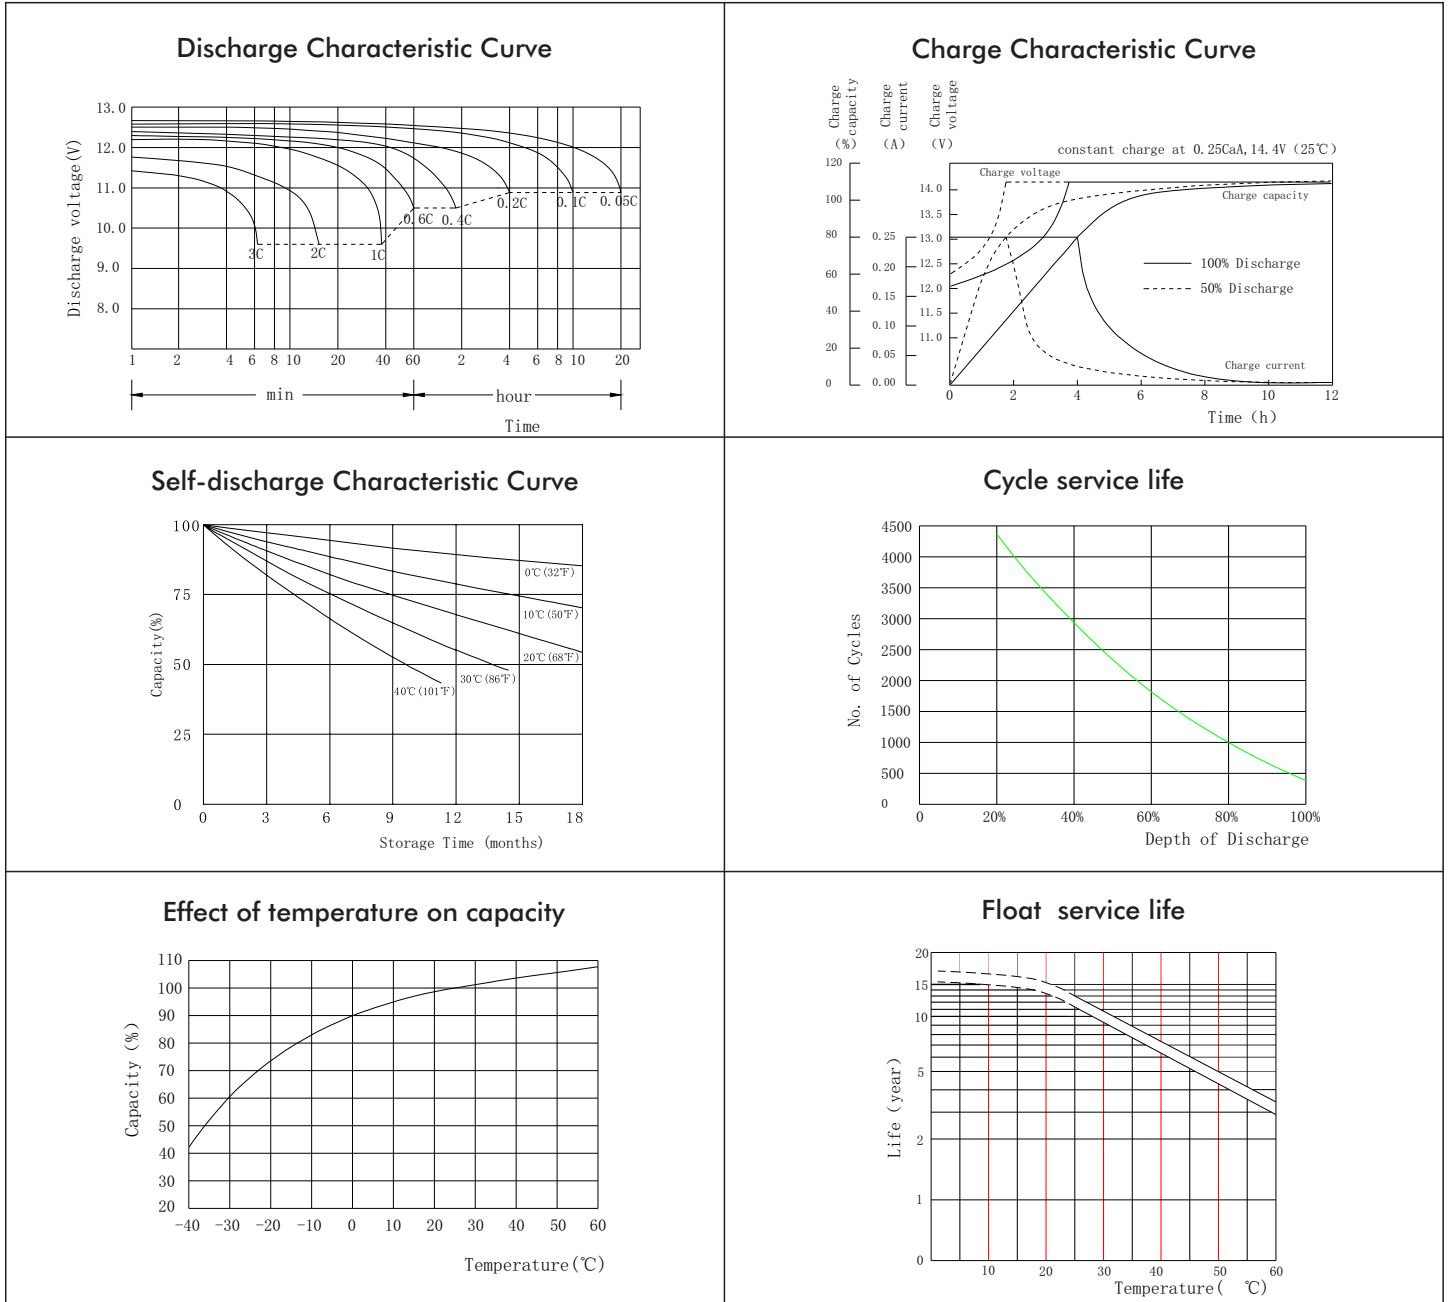 Discharge Characteristic Curve
Discharge voltage(V)
13.0
12.0
11.0
10.0
9.0
8.0
3C 2C 1C 0.6C 0.4C 0.2C 0.1C 0.05C
1 2 4 6 8 10 20 40 60 2 4 6 8 10 20
min hour
Time
Charge Characteristic Curve
Charge capacity
(%)
Charge current
(A)
Charge voltage
(V)
constant charge at 0.25CaA,14.4V (25℃)
120
100
80
60
40
20
0
0.25
0.20
0.15
0.10
0.05
0.00
14.0
13.5
13.0
12.5
12.0
11.5
11.0
Charge voltage
Charge capacity
100% Discharge
50% Discharge
Charge current
0 2 4 6 8 10 12
Time (h)
Self-discharge Characteristic Curve
Capacity(%)
100
75
50
25
0
0℃(32℉)
10℃(50℉)
20℃(68℉)
30℃(86℉)
40℃(101℉)
0 3 6 9 12 15 18
Storage Time (months)
Cycle service life
No. of Cycles
4500
4000
3500
3000
2500
2000
1500
1000
500
0
0 20% 40% 60% 80% 100%
Depth of Discharge
Effect of temperature on capacity
Capacity (%)
110
100
90
80
70
60
50
40
30
20
-40 -30 -20 -10 0 10 20 30 40 50 60
Temperature(℃)
Float service life
Life (year)
20
15
10
5
2
1
0
10 20 30 40 50 60
Temperature( ℃)